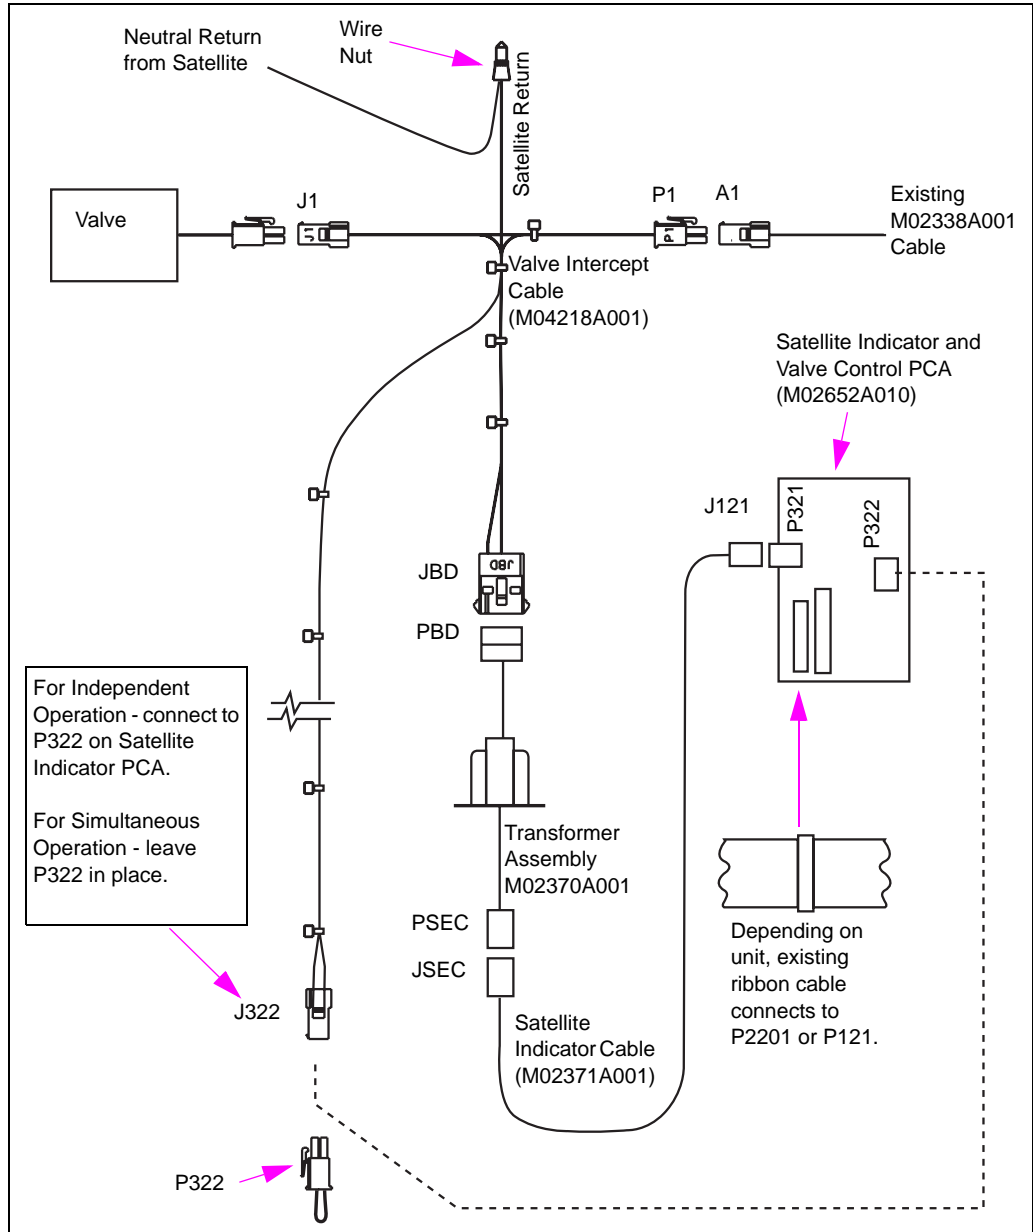 Neutral Return
from Satellite
Wire
Nut
Satellite Return
Valve
J1
J1
P1
P1
A1
Existing
M02338A001
Cable
Valve Intercept
Cable
(M04218A001)
Satellite Indicator and
Valve Control PCA
(M02652A010)
J121
P321
P322
JBD
JBD
PBD
For Independent
Operation - connect to
P322 on Satellite
Indicator PCA.
For Simultaneous
Operation - leave
P322 in place.
Transformer
Assembly
M02370A001
PSEC
JSEC
Depending on
unit, existing
ribbon cable
connects to
P2201 or P121.
J322
Satellite
Indicator Cable
(M02371A001)
P322